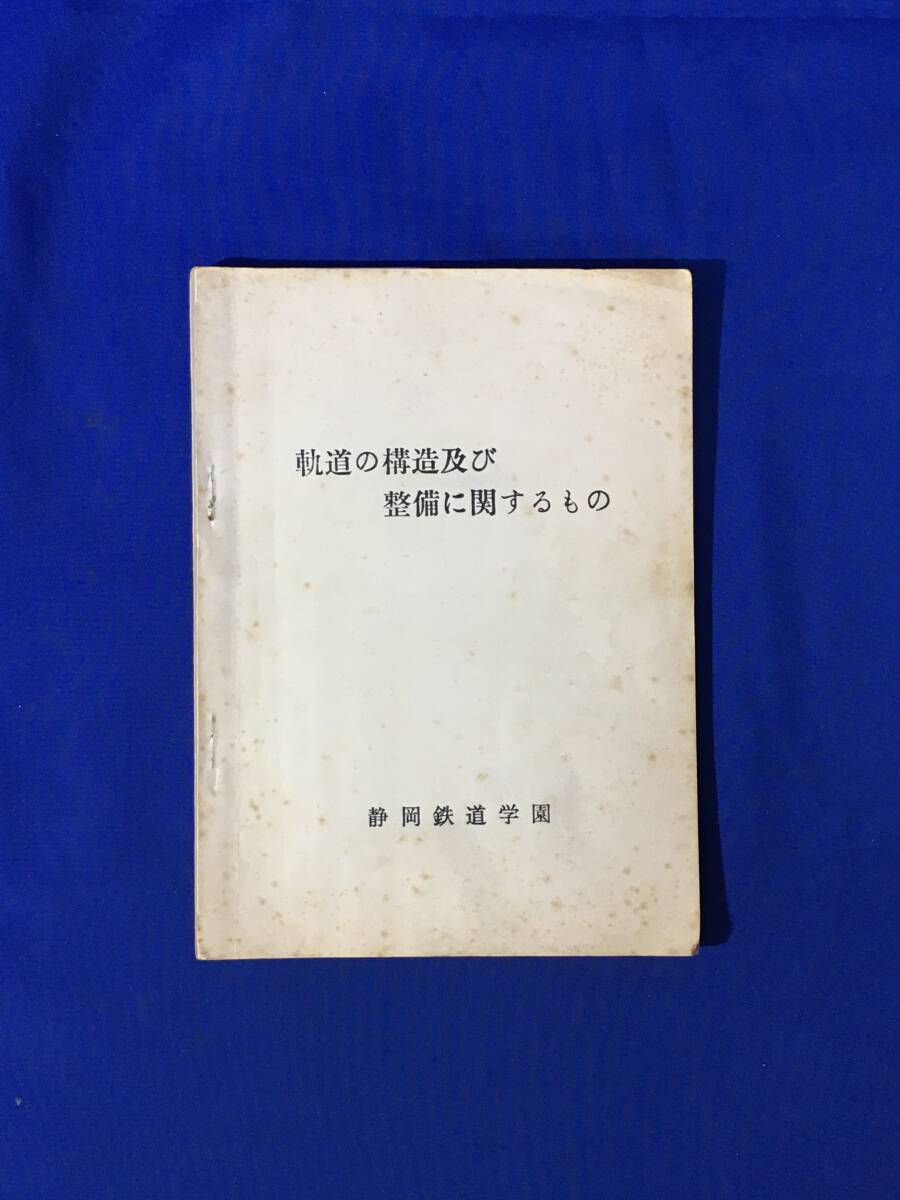 軌道の構造及び
整備に関するもの
静岡鉄道学園